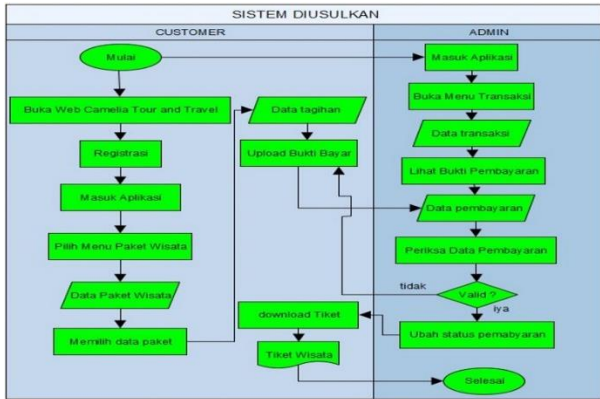 SISTEM DIUSULKAN
CUSTOMER
ADMIN
Mulai
Buka Web Camelia Tour and Travel
Registrasi
Masuk Aplikasi
Pilih Menu Paket Wisata
Data Paket Wisata
Memilih data paket
Data tagihan
Upload Bukti Bayar
download Tiket
Tiket Wisata
Masuk Aplikasi
Buka Menu Transaksi
Data transaksi
Lihat Bukti Pembayaran
Data pembayaran
Periksa Data Pembayaran
Valid ?
tidak
iya
Ubah status pemabyaran
Selesai